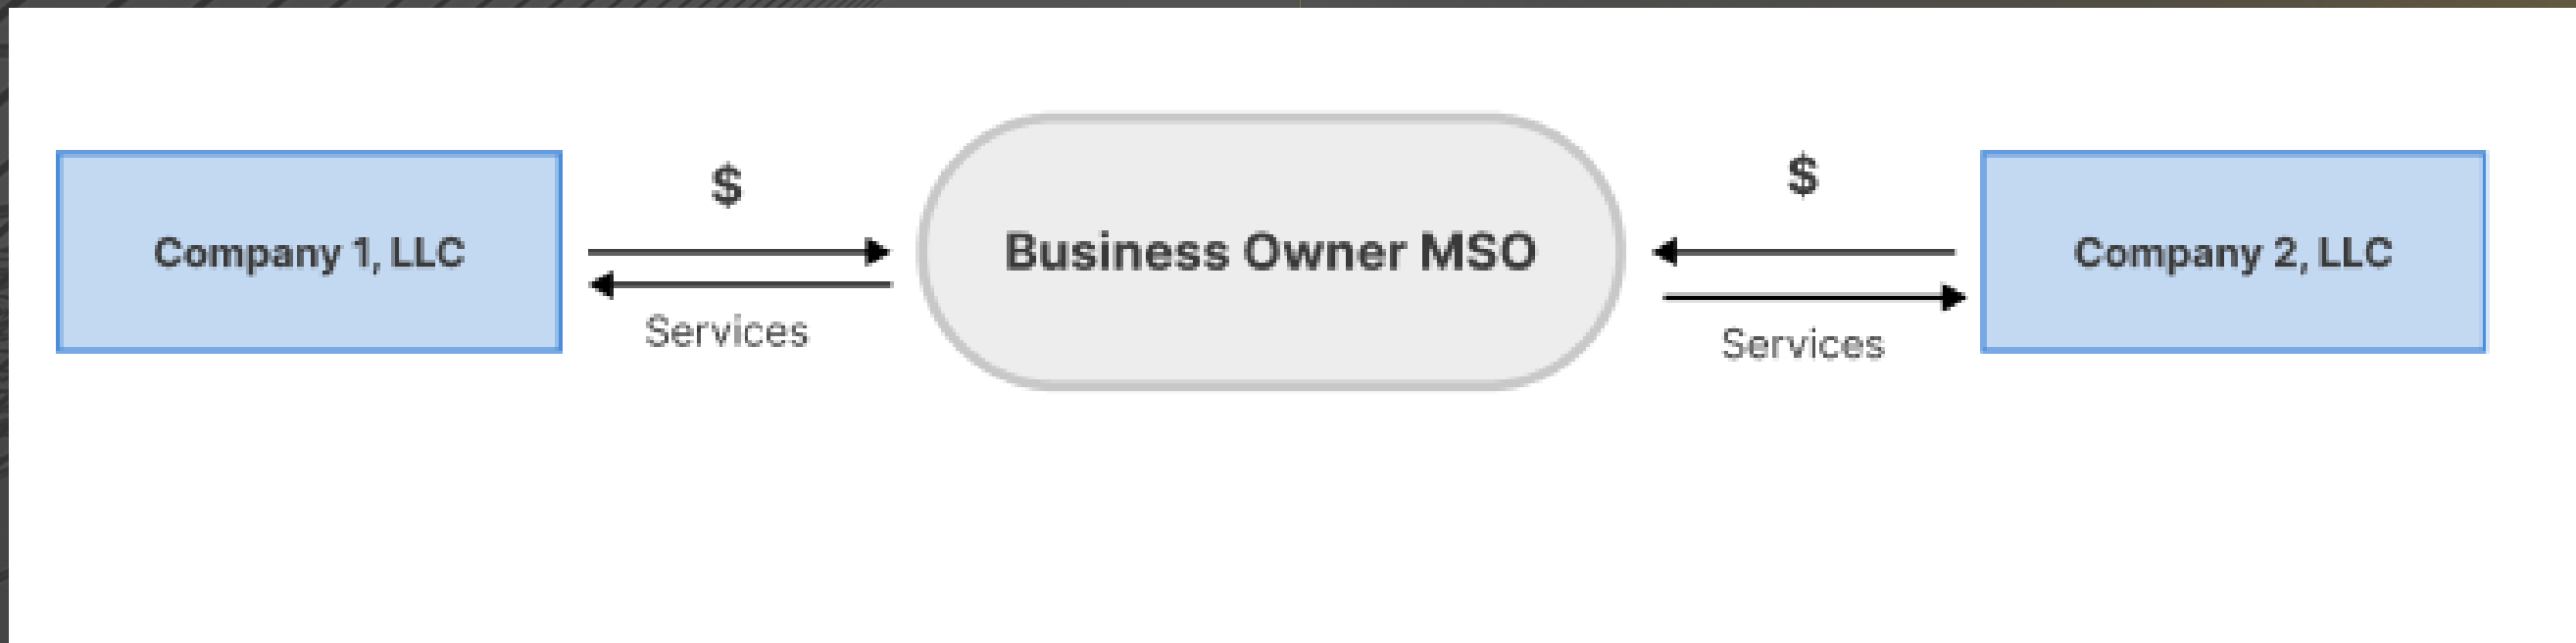 $
$
Company 1, LLC
Business Owner MSO
Company 2, LLC
Services
Services